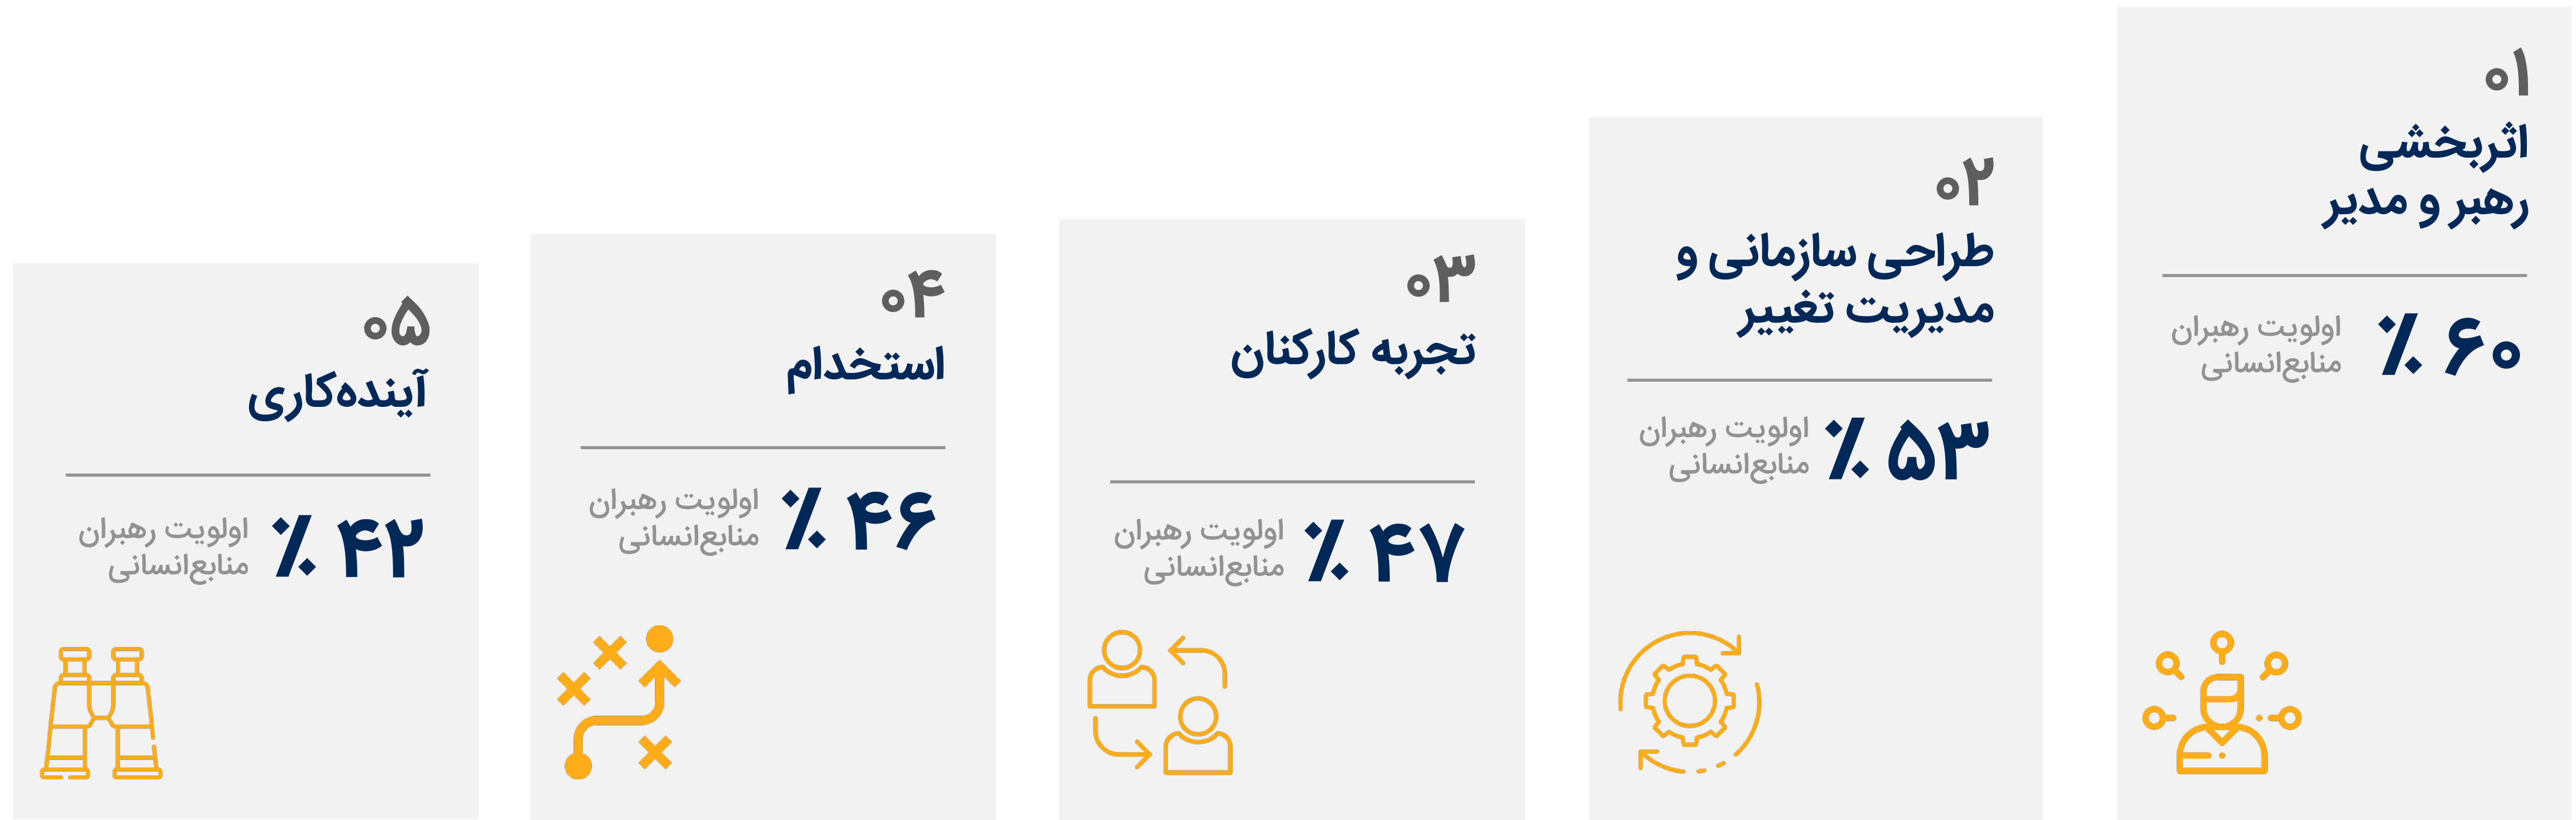 ۰۱
اثربخشی
رهبر و مدیر
۶۰ ٪
اولویت رهبران
منابع‌انسانی
۰۲
طراحی سازمانی و
مدیریت تغییر
۵۳ ٪
اولویت رهبران
منابع‌انسانی
۰۳
تجربه کارکنان
۴۷ ٪
اولویت رهبران
منابع‌انسانی
۰۴
استخدام
۴۶ ٪
اولویت رهبران
منابع‌انسانی
۰۵
آینده‌کاری
۴۲ ٪
اولویت رهبران
منابع‌انسانی